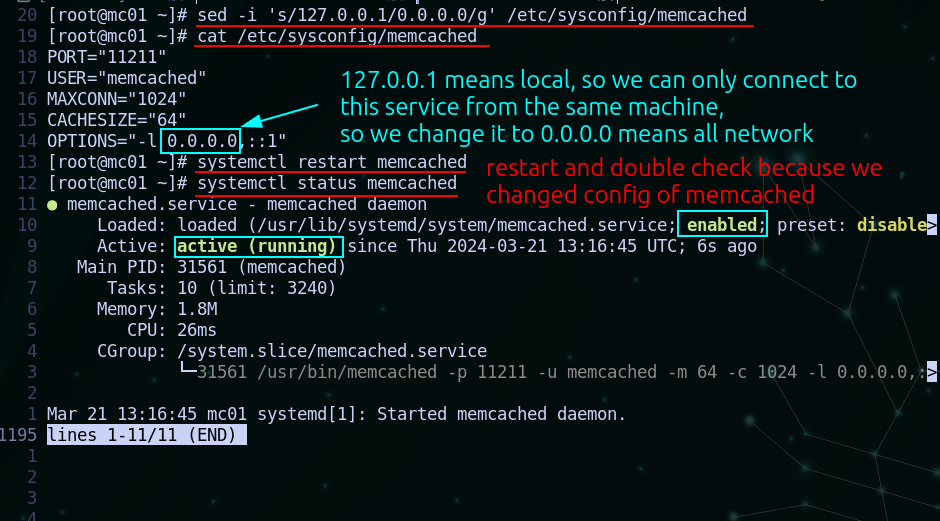 20 [root@mc01 ~]# sed -i 's/127.0.0.1/0.0.0.0/g' /etc/sysconfig/memcached
19 [root@mc01 ~]# cat /etc/sysconfig/memcached
18 PORT="11211"
17 USER="memcached"
16 MAXCONN="1024"
15 CACHESIZE="64"
14 OPTIONS="-l 0.0.0.0,::1"
127.0.0.1 means local, so we can only connect to
this service from the same machine,
so we change it to 0.0.0.0 means all network
13 [root@mc01 ~]# systemctl restart memcached
12 [root@mc01 ~]# systemctl status memcached
restart and double check because we
changed config of memcached
11 ● memcached.service - memcached daemon
10 Loaded: loaded (/usr/lib/systemd/system/memcached.service; enabled; preset: disable>
9 Active: active (running) since Thu 2024-03-21 13:16:45 UTC; 6s ago
8 Main PID: 31561 (memcached)
7 Tasks: 10 (limit: 3240)
6 Memory: 1.8M
5 CPU: 26ms
4 CGroup: /system.slice/memcached.service
3 └─31561 /usr/bin/memcached -p 11211 -u memcached -m 64 -c 1024 -l 0.0.0.0,:>
2
1 Mar 21 13:16:45 mc01 systemd[1]: Started memcached daemon.
1195 lines 1-11/11 (END)
1
2
3
4